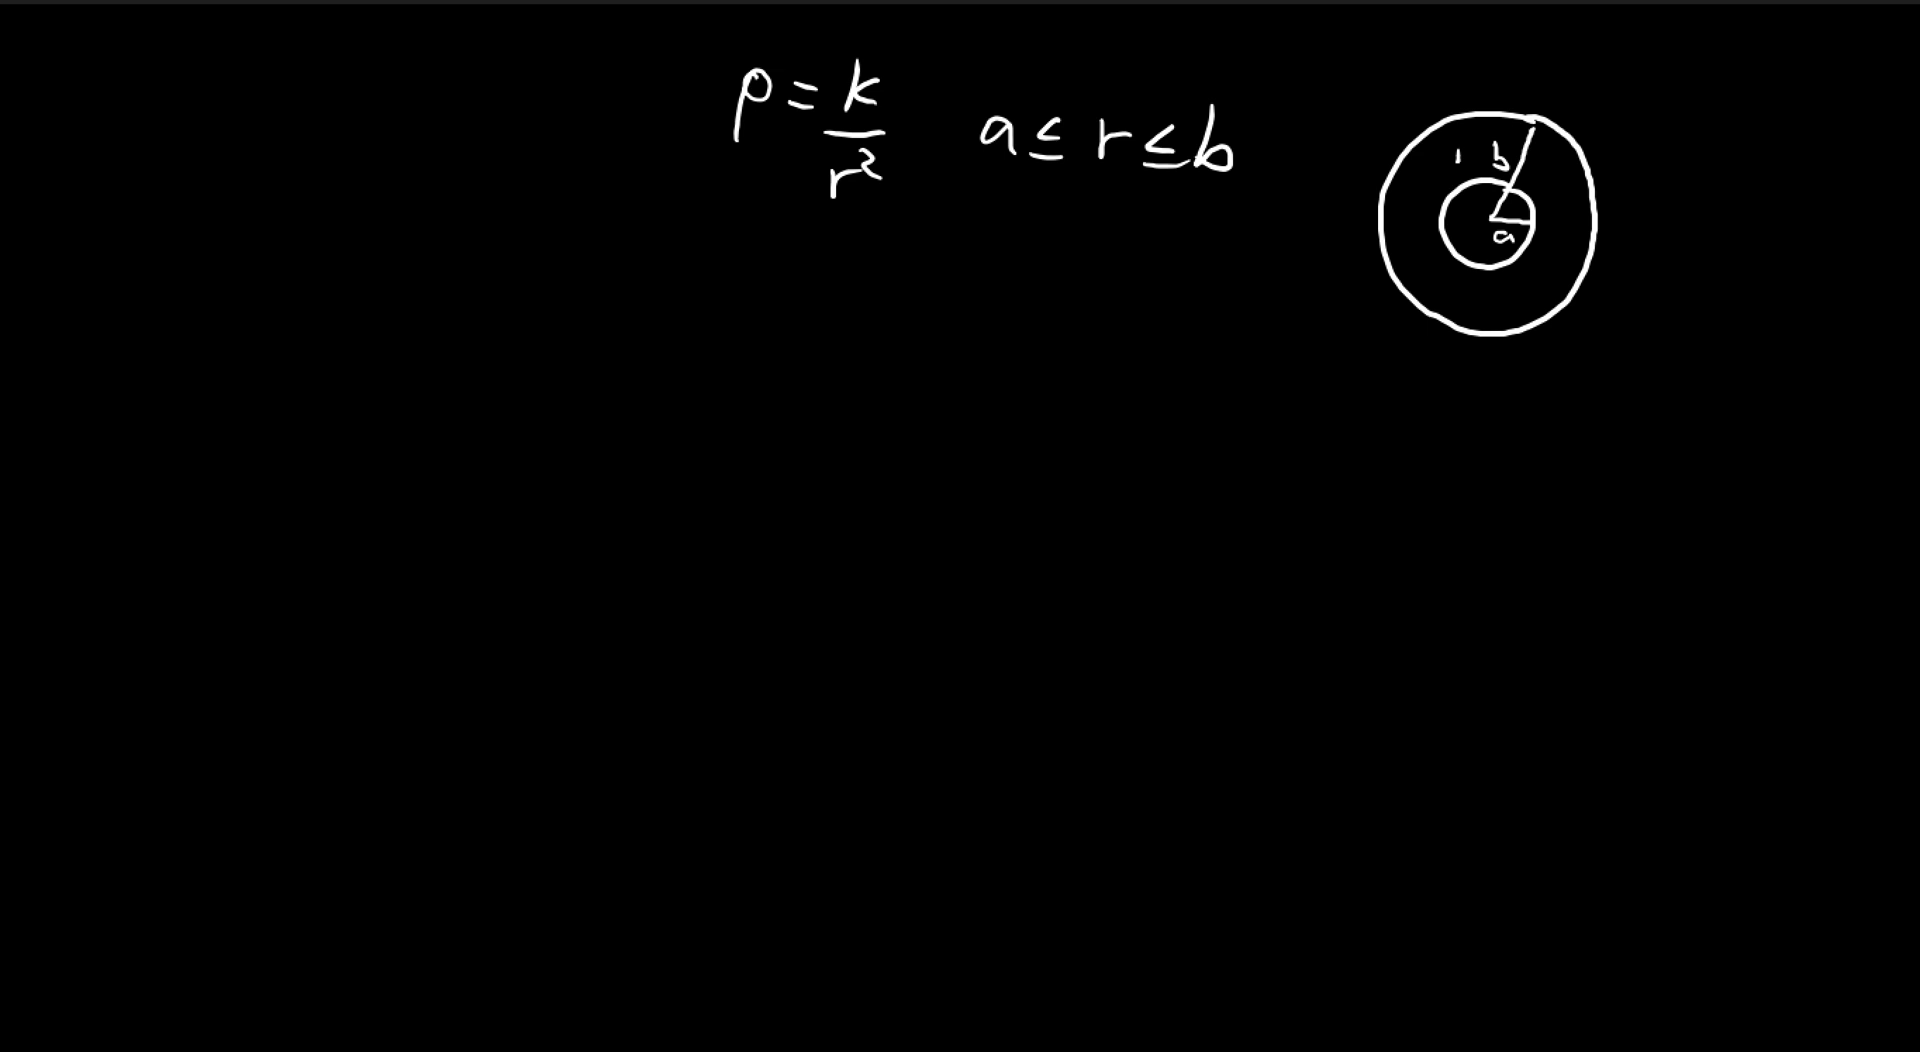 ρ = k/r² a ≤ r ≤ b
b
a